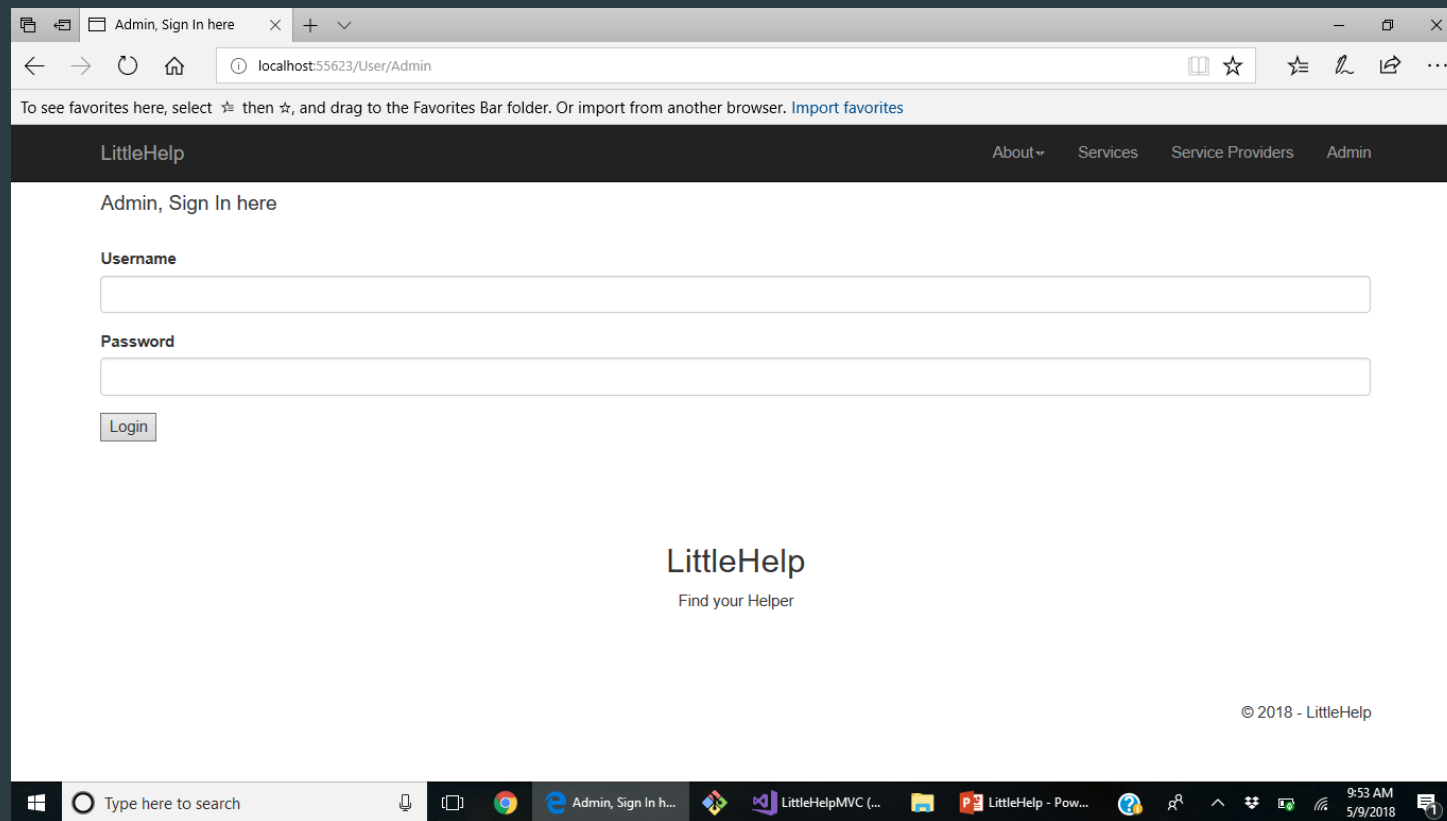 Admin, Sign In here
localhost:55623/User/Admin
To see favorites here, select then , and drag to the Favorites Bar folder. Or import from another browser. Import favorites
LittleHelp About Services Service Providers Admin
Admin, Sign In here
Username
Password
Login
LittleHelp
Find your Helper
© 2018 - LittleHelp
Type here to search Admin, Sign In h... LittleHelpMVC (... LittleHelp - Pow... 9:53 AM
5/9/2018
1